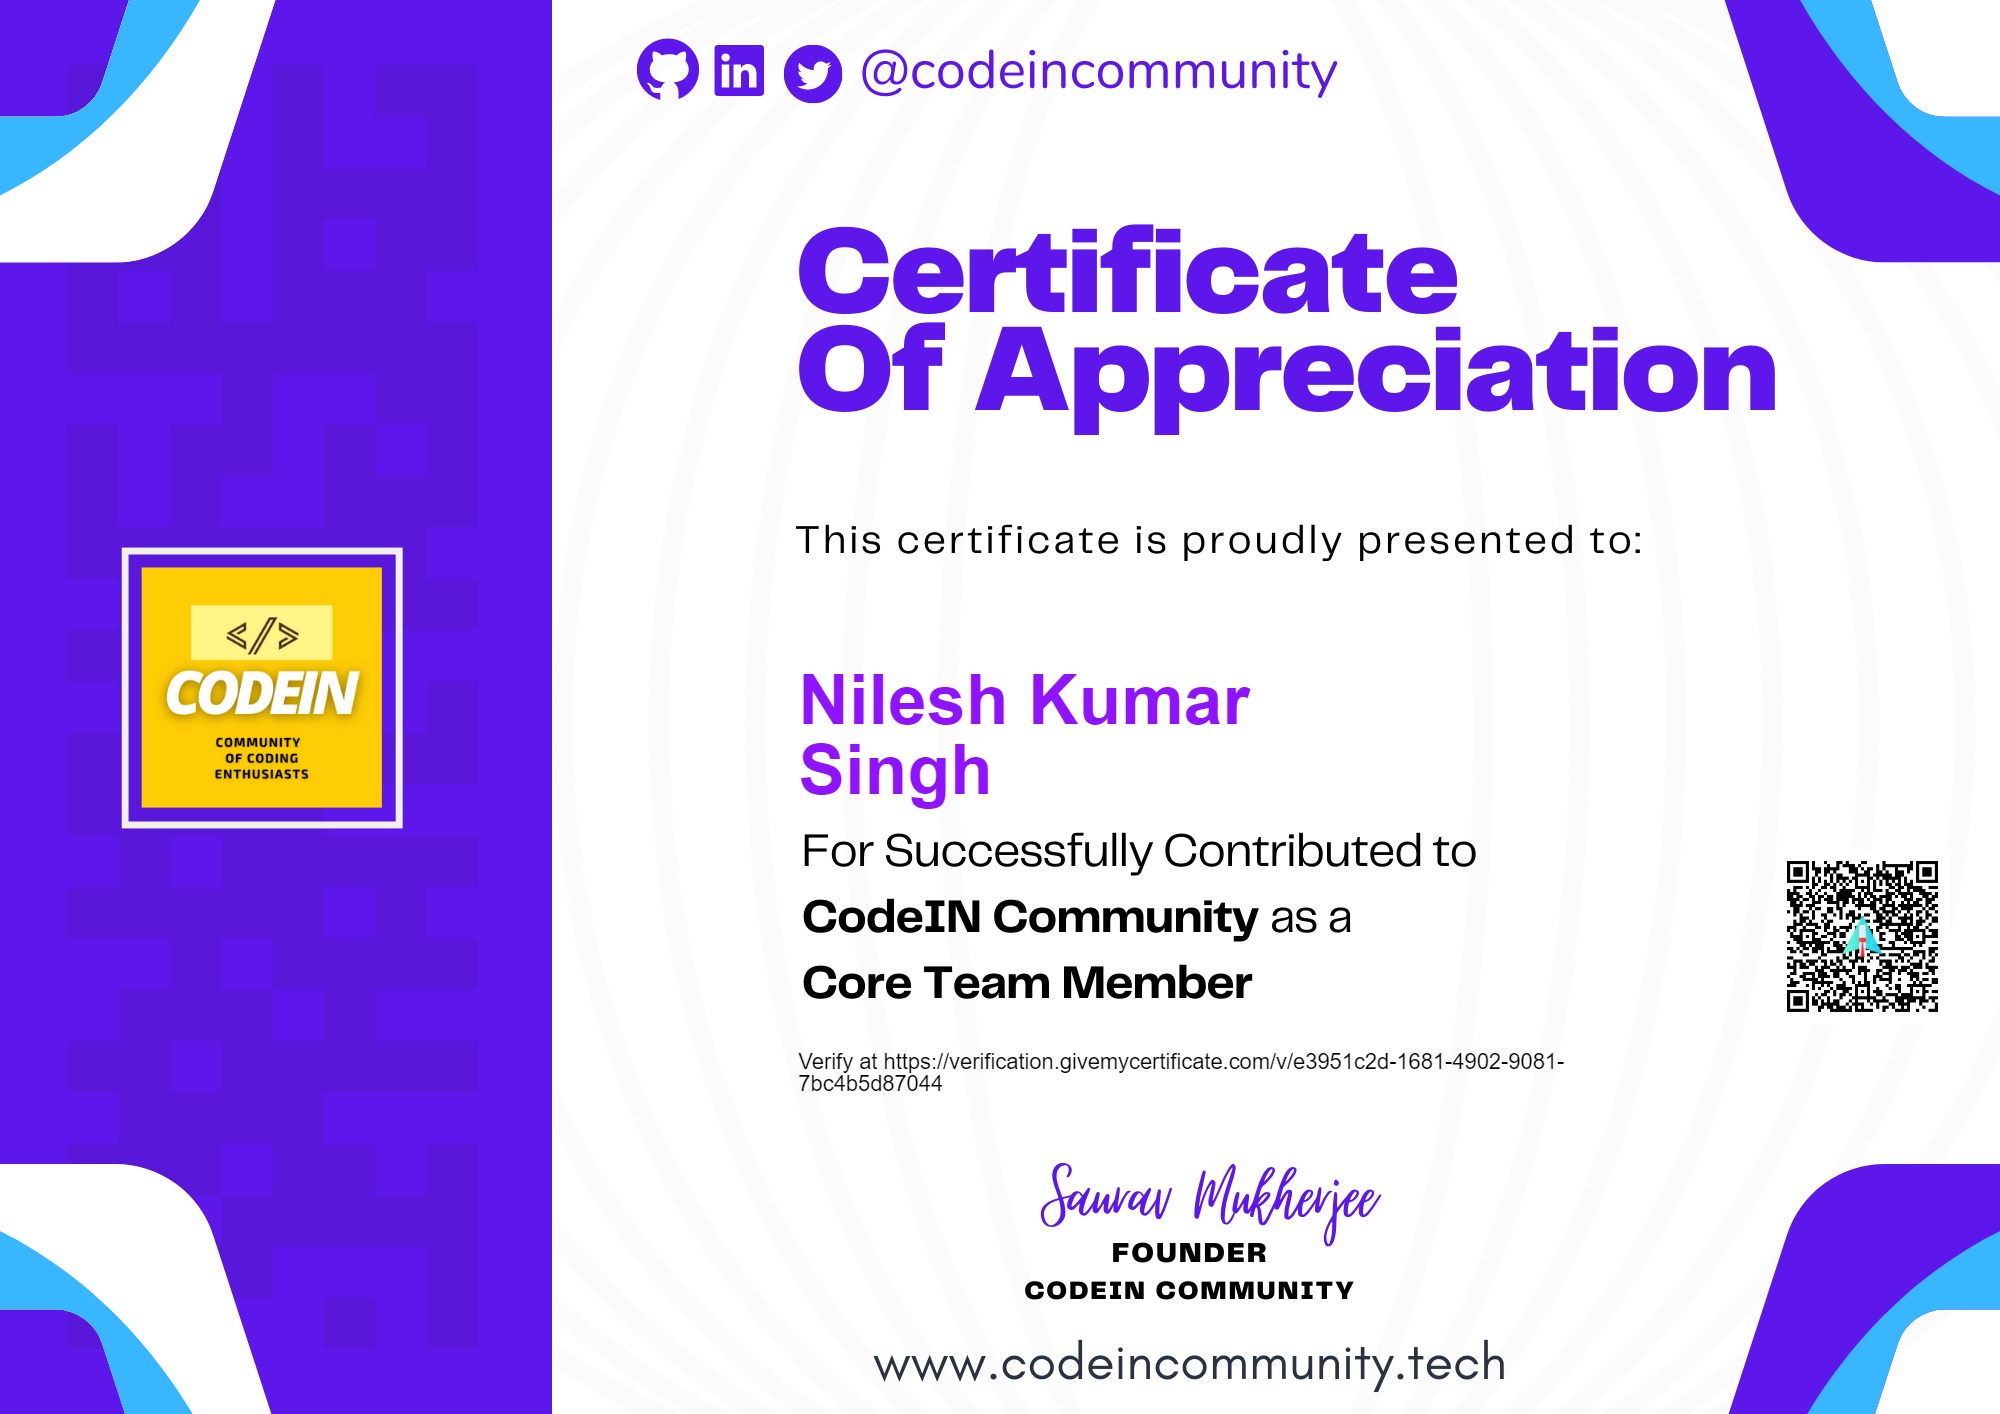 @codeincommunity
Certificate
Of Appreciation
This certificate is proudly presented to:
</>
CODEIN
COMMUNITY
OF CODING
ENTHUSIASTS
Nilesh Kumar
Singh
For Successfully Contributed to
CodeIN Community as a
Core Team Member
Verify at https://verification.givemycertificate.com/v/e3951c2d-1681-4902-9081-
7bc4b5d87044
Saurav Mukherjee
FOUNDER
CODEIN COMMUNITY
www.codeincommunity.tech